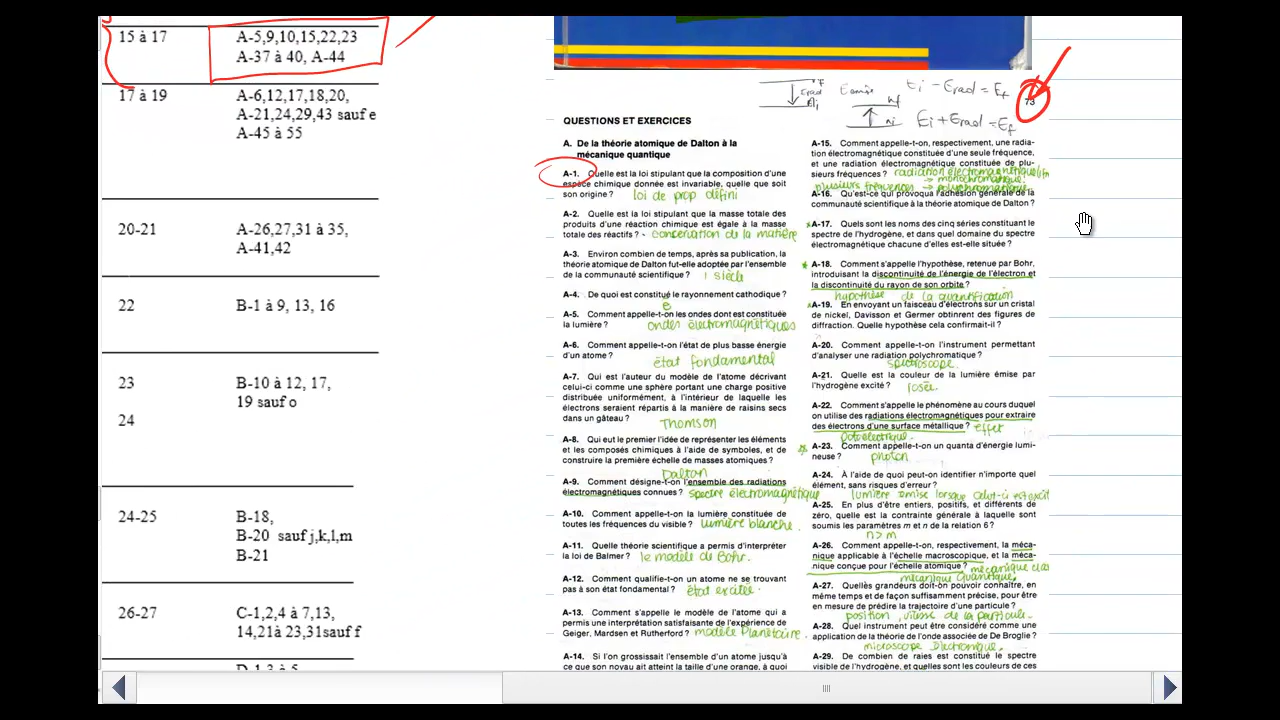 15 à 17
A-5,9,10,15,22,23
A-37 à 40, A-44
17 à 19
A-6,12,17,18,20,
A-21,24,29,43 sauf e
A-45 à 55
20-21
A-26,27,31 à 35,
A-41,42
22
B-1 à 9, 13, 16
23
B-10 à 12, 17,
19 sauf o
24
24-25
B-18,
B-20 sauf j,k,l,m
B-21
26-27
C-1,2,4 à 7,13,
14,21à 23,31sauf f
D-1,3 à 5
Ei - Erad = Ef
Ei + Erad = Ef
73
QUESTIONS ET EXERCICES
A. De la théorie atomique de Dalton à la
mécanique quantique
A-1. Quelle est la loi stipulant que la composition d'une
espèce chimique donnée est invariable, quelle que soit
son origine ? loi de prop défini
A-2. Quelle est la loi stipulant que la masse totale des
produits d'une réaction chimique est égale à la masse
totale des réactifs ? - conservation de la matière
A-3. Environ combien de temps, après sa publication, la
théorie atomique de Dalton fut-elle adoptée par l'ensemble
de la communauté scientifique ? 1 siècle
A-4. De quoi est constitué le rayonnement cathodique ?
e
A-5. Comment appelle-t-on les ondes dont est constituée
la lumière ? ondes électromagnétiques
A-6. Comment appelle-t-on l'état de plus basse énergie
d'un atome ?
état fondamental
A-7. Qui est l'auteur du modèle de l'atome décrivant
celui-ci comme une sphère portant une charge positive
distribuée uniformément, à l'intérieur de laquelle les
électrons seraient répartis à la manière de raisins secs
dans un gâteau ?
Thomson
A-8. Qui eut le premier l'idée de représenter les éléments
et les composés chimiques à l'aide de symboles, et de
construire la première échelle de masses atomiques ?
Dalton
A-9. Comment désigne-t-on l'ensemble des radiations
électromagnétiques connues ? spectre électromagnétique
A-10. Comment appelle-t-on la lumière constituée de
toutes les fréquences du visible ? lumière blanche.
A-11. Quelle théorie scientifique a permis d'interpréter
la loi de Balmer ? le modèle de Bohr.
A-12. Comment qualifie-t-on un atome ne se trouvant
pas à son état fondamental ?
état excitée.
A-13. Comment s'appelle le modèle de l'atome qui a
permis une interprétation satisfaisante de l'expérience de
Geiger, Mardsen et Rutherford ? modèle Planétaire.
A-14. Si l'on grossissait l'ensemble d'un atome jusqu'à
ce que son noyau ait atteint la taille d'une orange, à quoi
A-15. Comment appelle-t-on, respectivement, une radia-
tion électromagnétique constituée d'une seule fréquence,
et une radiation électromagnétique constituée de plu-
sieurs fréquences ? radiation électromagnétique
→ monochromatique.
plusieurs fréquences → polychromatique
A-16. Qu'est-ce qui provoqua l'adhésion générale de la
communauté scientifique à la théorie atomique de Dalton ?
A-17. Quels sont les noms des cinq séries constituant le
spectre de l'hydrogène, et dans quel domaine du spectre
électromagnétique chacune d'elles est-elle située ?
A-18. Comment s'appelle l'hypothèse, retenue par Bohr,
introduisant la discontinuité de l'énergie de l'électron et
la discontinuité du rayon de son orbite ?
hypothèse de la quantification
A-19. En envoyant un faisceau d'électrons sur un cristal
de nickel, Davisson et Germer obtinrent des figures de
diffraction. Quelle hypothèse cela confirmait-il ?
A-20. Comment appelle-t-on l'instrument permettant
d'analyser une radiation polychromatique ?
spectroscope.
A-21. Quelle est la couleur de la lumière émise par
l'hydrogène excité ? rosée.
A-22. Comment s'appelle le phénomène au cours duquel
on utilise des radiations électromagnétiques pour extraire
des électrons d'une surface métallique ? effet
A-23. Comment appelle-t-on un quanta d'énergie lumi-
neuse ? photon
A-24. À l'aide de quoi peut-on identifier n'importe quel
élément, sans risques d'erreur ?
lumière émise lorsque celui-ci est excit
A-25. En plus d'être entiers, positifs, et différents de
zéro, quelle est la contrainte générale à laquelle sont
soumis les paramètres m et n de la relation 6 ?
n > m
A-26. Comment appelle-t-on, respectivement, la méca-
nique applicable à l'échelle macroscopique, et la méca-
nique conçue pour l'échelle atomique ? mécanique clas
mécanique quantique.
A-27. Quelles grandeurs doit-on pouvoir connaître, en
même temps et de façon suffisamment précise, pour être
en mesure de prédire la trajectoire d'une particule ?
position, vitesse de la particule.
A-28. Quel instrument peut être considéré comme une
application de la théorie de l'onde associée de De Broglie ?
microscope électronique.
A-29. De combien de raies est constitué le spectre
visible de l'hydrogène, et quelles sont les couleurs de ces